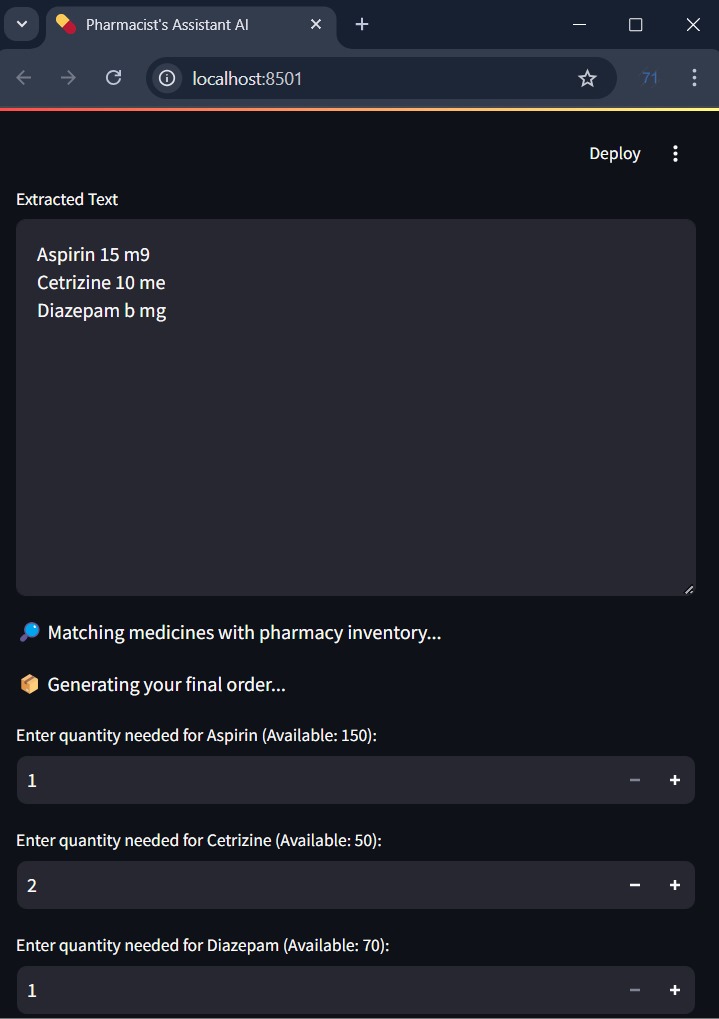 Pharmacist's Assistant AI
localhost:8501
71
Deploy
Extracted Text
Aspirin 15 m9
Cetrizine 10 me
Diazepam b mg
Matching medicines with pharmacy inventory...
Generating your final order...
Enter quantity needed for Aspirin (Available: 150):
1
Enter quantity needed for Cetrizine (Available: 50):
2
Enter quantity needed for Diazepam (Available: 70):
1